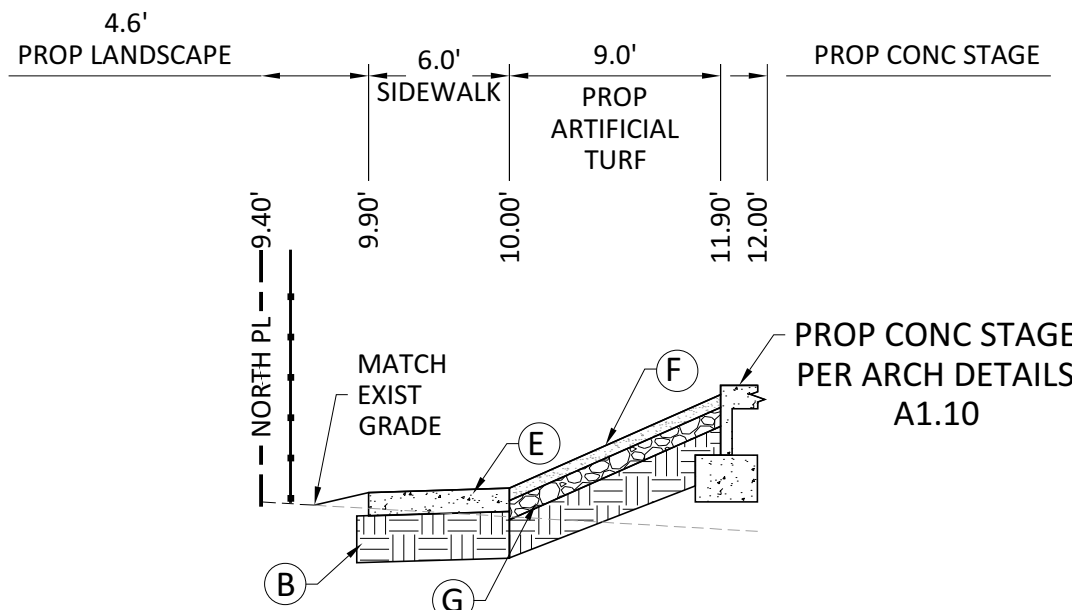 4.6'
PROP LANDSCAPE
6.0'
SIDEWALK
9.0'
PROP
ARTIFICIAL
TURF
PROP CONC STAGE
9.40'
9.90'
10.00'
11.90'
12.00'
NORTH PL
MATCH
EXIST
GRADE
F
E
PROP CONC STAGE
PER ARCH DETAILS
A1.10
B
G